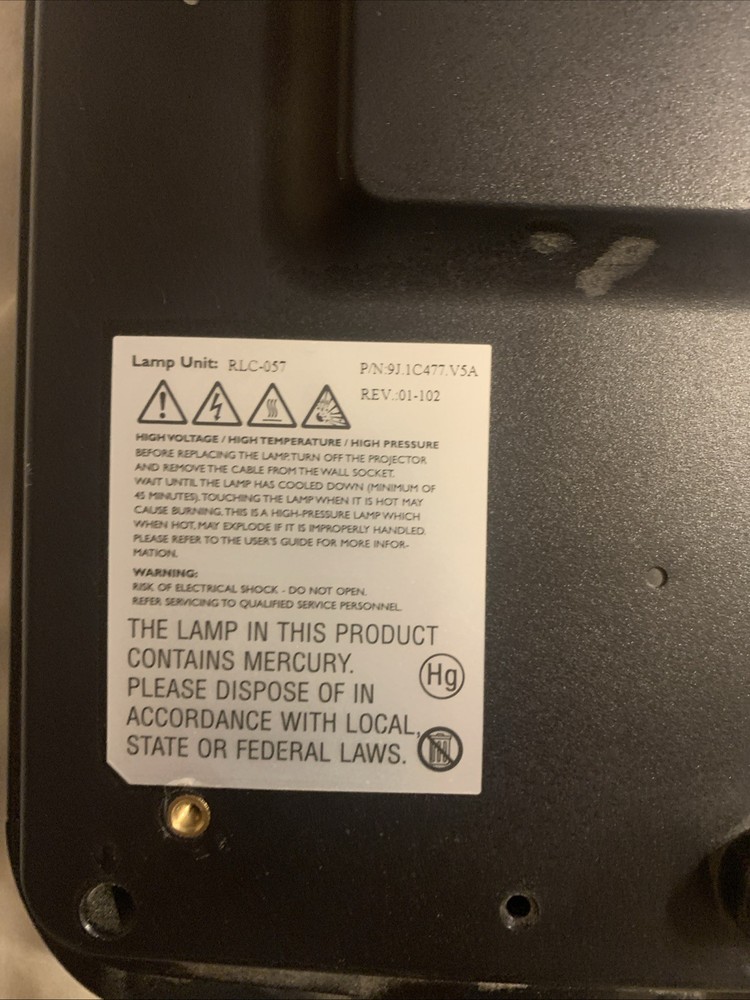 Lamp Unit: RLC-057 P/N:9J.1C477.V5A
REV.:01-102
HIGH VOLTAGE / HIGH TEMPERATURE / HIGH PRESSURE
BEFORE REPLACING THE LAMP, TURN OFF THE PROJECTOR
AND REMOVE THE CABLE FROM THE WALL SOCKET.
WAIT UNTIL THE LAMP HAS COOLED DOWN (MINIMUM OF
45 MINUTES). TOUCHING THE LAMP WHEN IT IS HOT MAY
CAUSE BURNING. THIS IS A HIGH-PRESSURE LAMP WHICH
WHEN HOT, MAY EXPLODE IF IT IS IMPROPERLY HANDLED.
PLEASE REFER TO THE USER'S GUIDE FOR MORE INFOR-
MATION.
WARNING:
RISK OF ELECTRICAL SHOCK - DO NOT OPEN.
REFER SERVICING TO QUALIFIED SERVICE PERSONNEL.
THE LAMP IN THIS PRODUCT
CONTAINS MERCURY.
Hg
PLEASE DISPOSE OF IN
ACCORDANCE WITH LOCAL,
STATE OR FEDERAL LAWS.